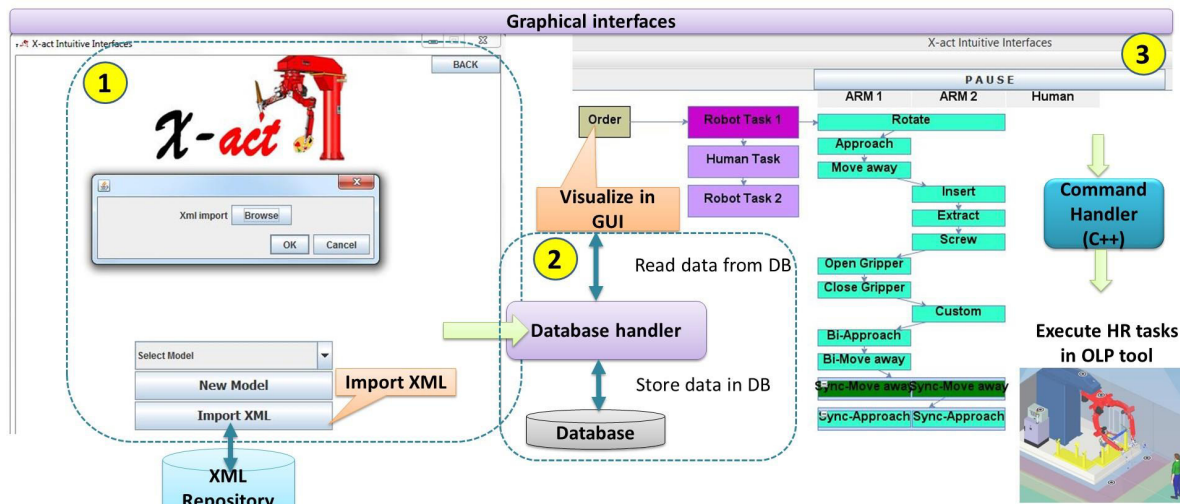 Graphical interfaces
X-act Intuitive Interfaces
BACK
1
X-act
Xml import
Browse
OK
Cancel
Select Model
New Model
Import XML
Import XML
XML
Repository
2
Visualize in
GUI
Read data from DB
Database handler
Store data in DB
Database
X-act Intuitive Interfaces
3
PAUSE
ARM 1
ARM 2
Human
Order
Robot Task 1
Human Task
Robot Task 2
Rotate
Approach
Move away
Insert
Extract
Screw
Open Gripper
Close Gripper
Custom
Bi-Approach
Bi-Move away
Sync-Move away
Sync-Move away
Sync-Approach
Sync-Approach
Command
Handler
(C++)
Execute HR tasks
in OLP tool